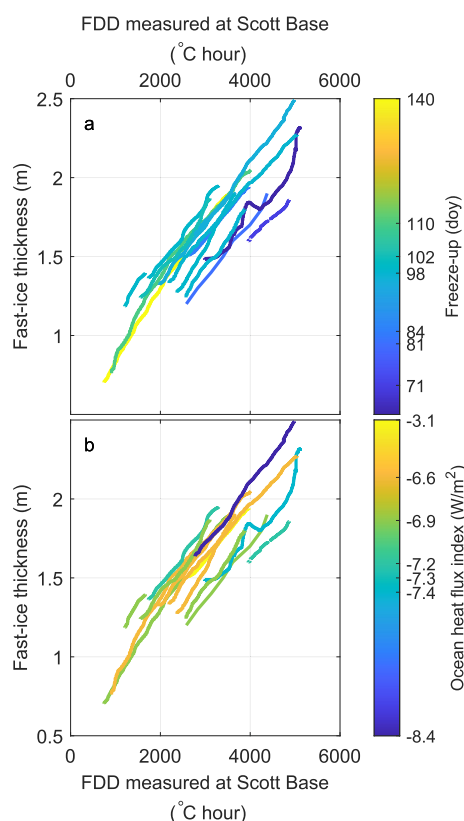 FDD measured at Scott Base
(°C hour)
0 2000 4000 6000
a
2.5
2
1.5
1
Fast-ice thickness (m)
140
110
102
98
84
81
71
Freeze-up (doy)
b
2
1.5
1
0.5
Fast-ice thickness (m)
-3.1
-6.6
-6.9
-7.2
-7.3
-7.4
-8.4
Ocean heat flux index (W/m²)
0 2000 4000 6000
FDD measured at Scott Base
(°C hour)